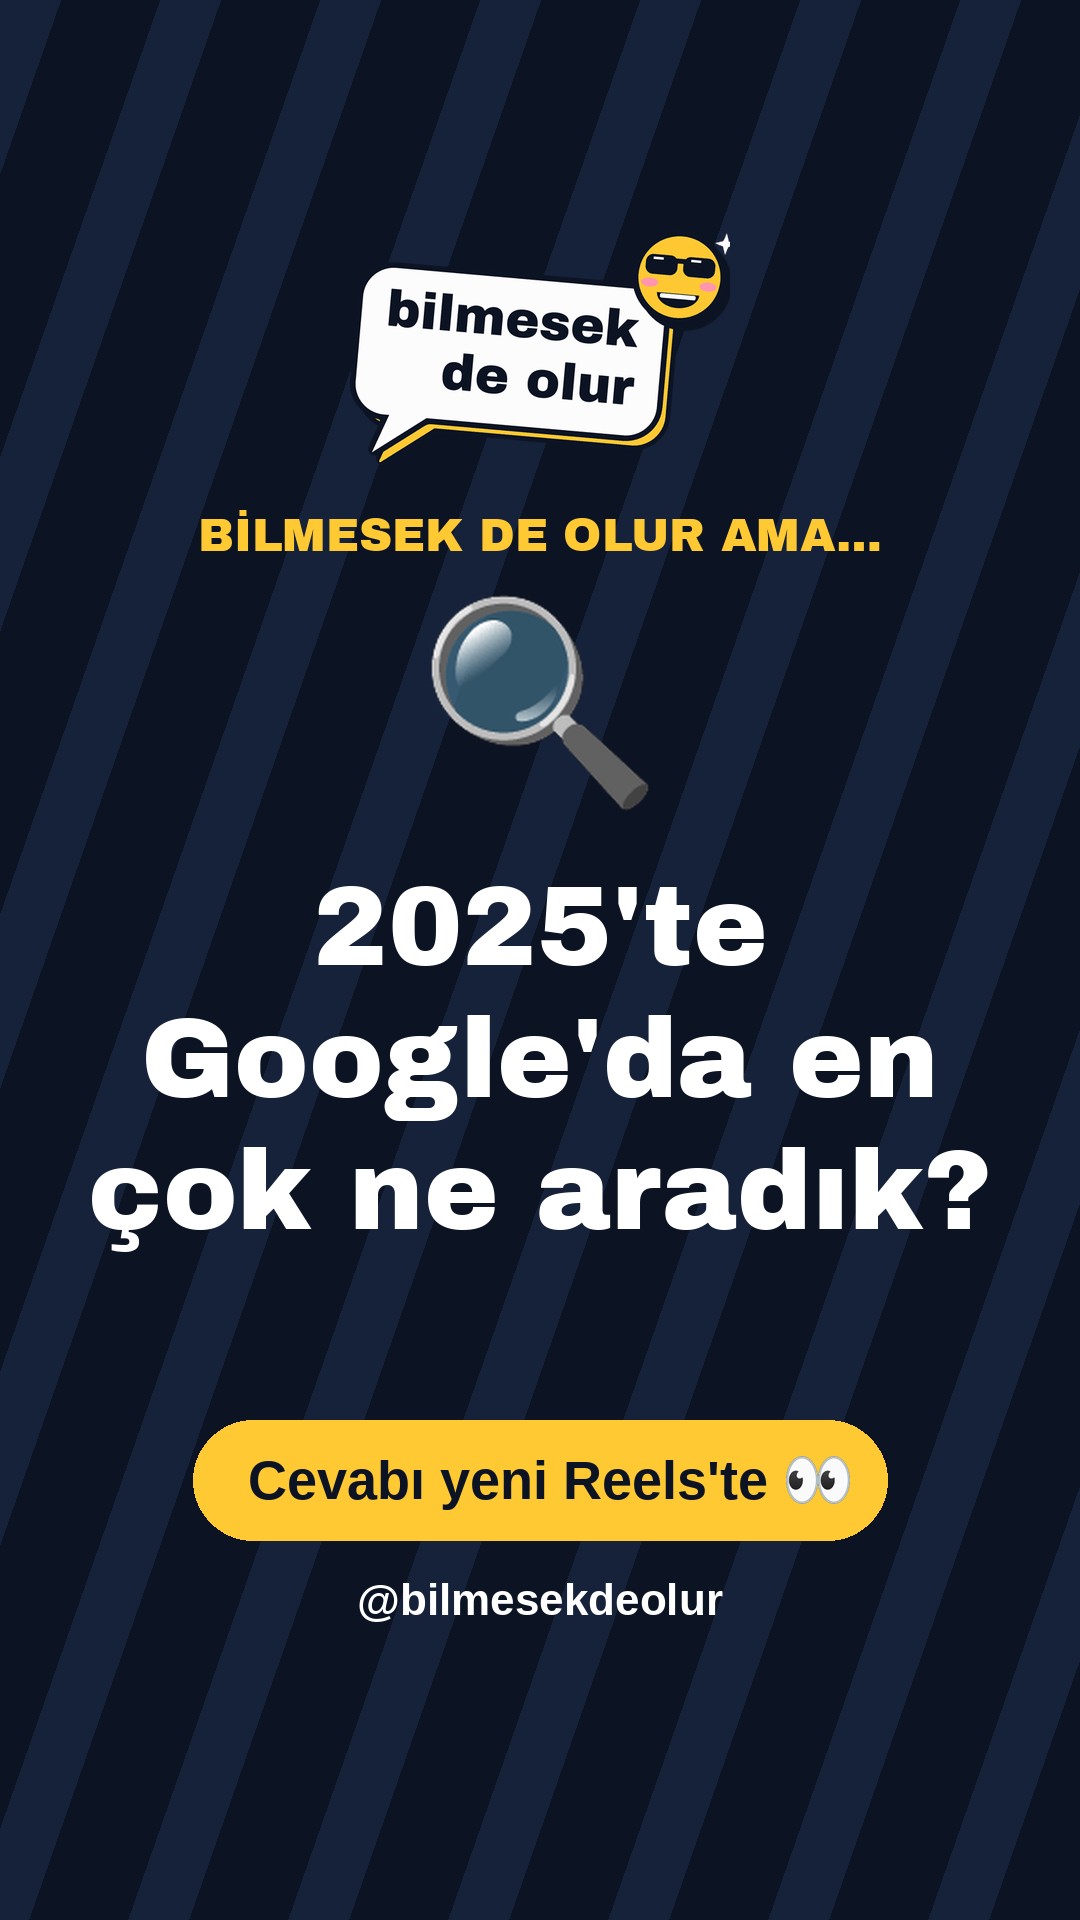 bilmesek
de olur
BİLMESEK DE OLUR AMA...
2025'te
Google'da en
çok ne aradık?
Cevabı yeni Reels'te 👀
@bilmesekdeolur